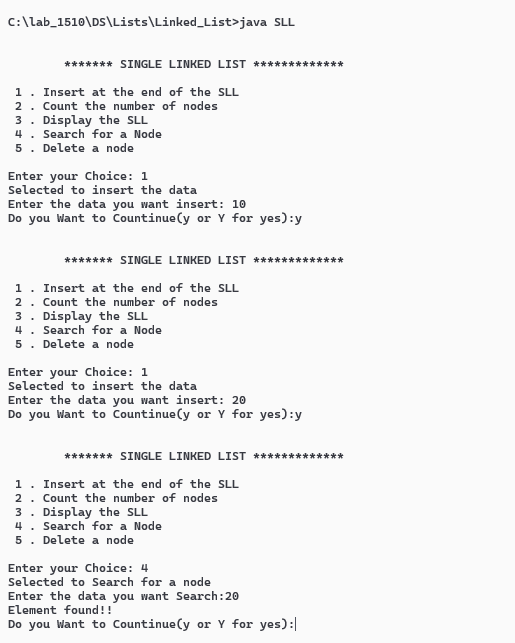 C:\lab_1510\DS\Lists\Linked_List>java SLL
******* SINGLE LINKED LIST *************
1 . Insert at the end of the SLL
2 . Count the number of nodes
3 . Display the SLL
4 . Search for a Node
5 . Delete a node
Enter your Choice: 1
Selected to insert the data
Enter the data you want insert: 10
Do you Want to Countinue(y or Y for yes):y
******* SINGLE LINKED LIST *************
1 . Insert at the end of the SLL
2 . Count the number of nodes
3 . Display the SLL
4 . Search for a Node
5 . Delete a node
Enter your Choice: 1
Selected to insert the data
Enter the data you want insert: 20
Do you Want to Countinue(y or Y for yes):y
******* SINGLE LINKED LIST *************
1 . Insert at the end of the SLL
2 . Count the number of nodes
3 . Display the SLL
4 . Search for a Node
5 . Delete a node
Enter your Choice: 4
Selected to Search for a node
Enter the data you want Search:20
Element found!!
Do you Want to Countinue(y or Y for yes):